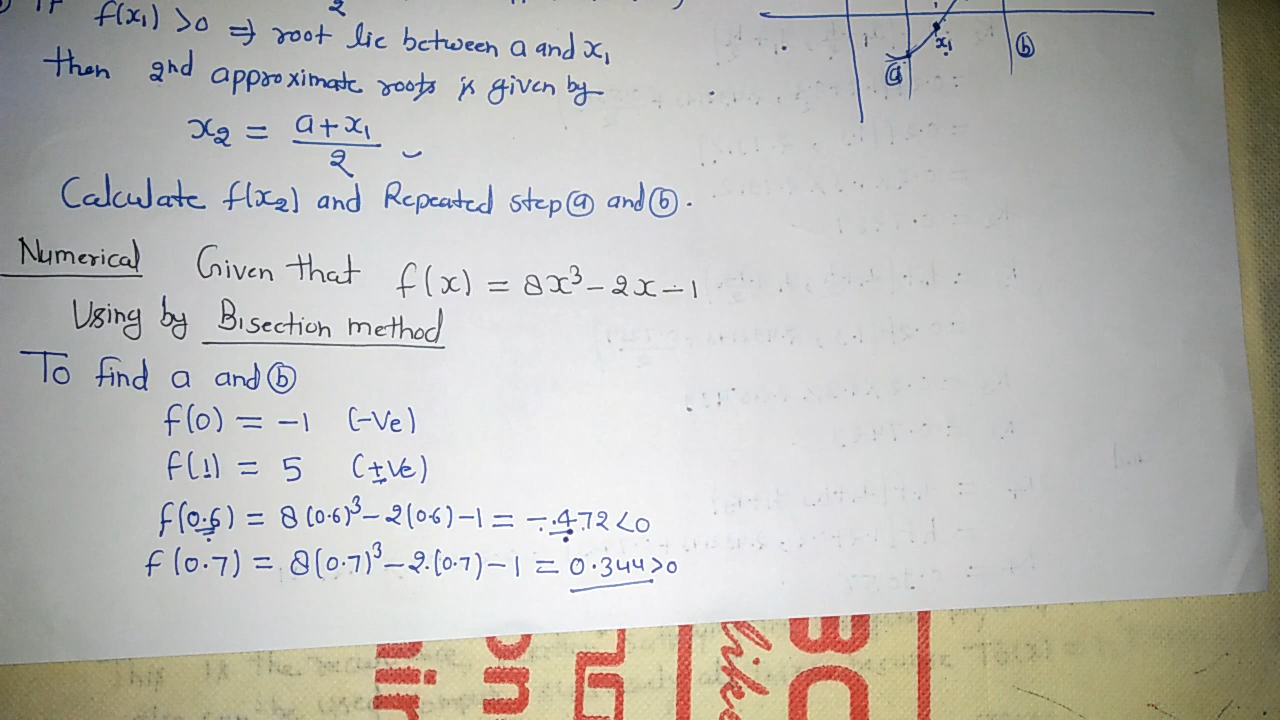 If f(x₁) >0 ⇒ root lie between a and x₁
then 2nd approximate roots is given by
x₂ = (a+x₁)/2
Calculate f(x₂) and Repeated step ⓐ and ⓑ.
x₁
ⓐ
ⓑ
Numerical Given that f(x) = 8x³-2x-1
Using by Bisection method
To find a and ⓑ
f(0) = -1 (-Ve)
f(1) = 5 (+Ve)
f(0.6) = 8(0.6)³-2(0.6)-1 = -.472<0
f(0.7) = 8(0.7)³-2.(0.7)-1 = 0.344>0